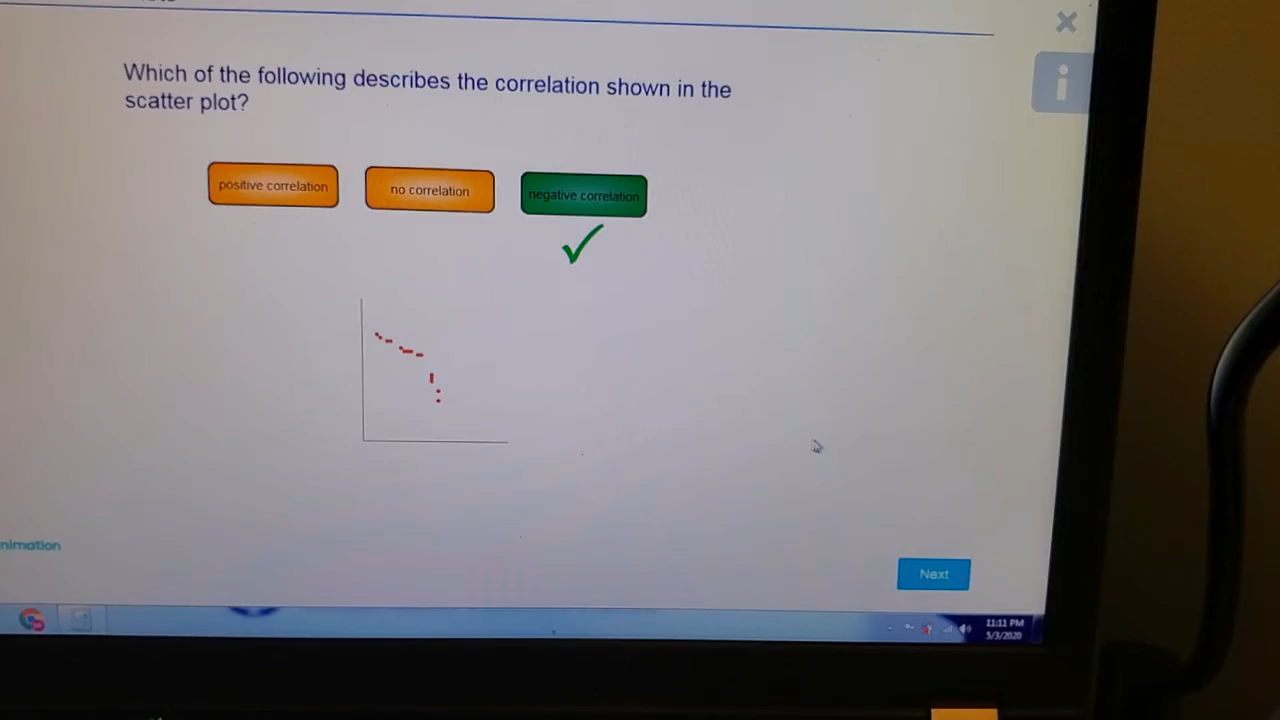 Which of the following describes the correlation shown in the
scatter plot?
positive correlation
no correlation
negative correlation
nimation
Next
11:11 PM
5/3/2020